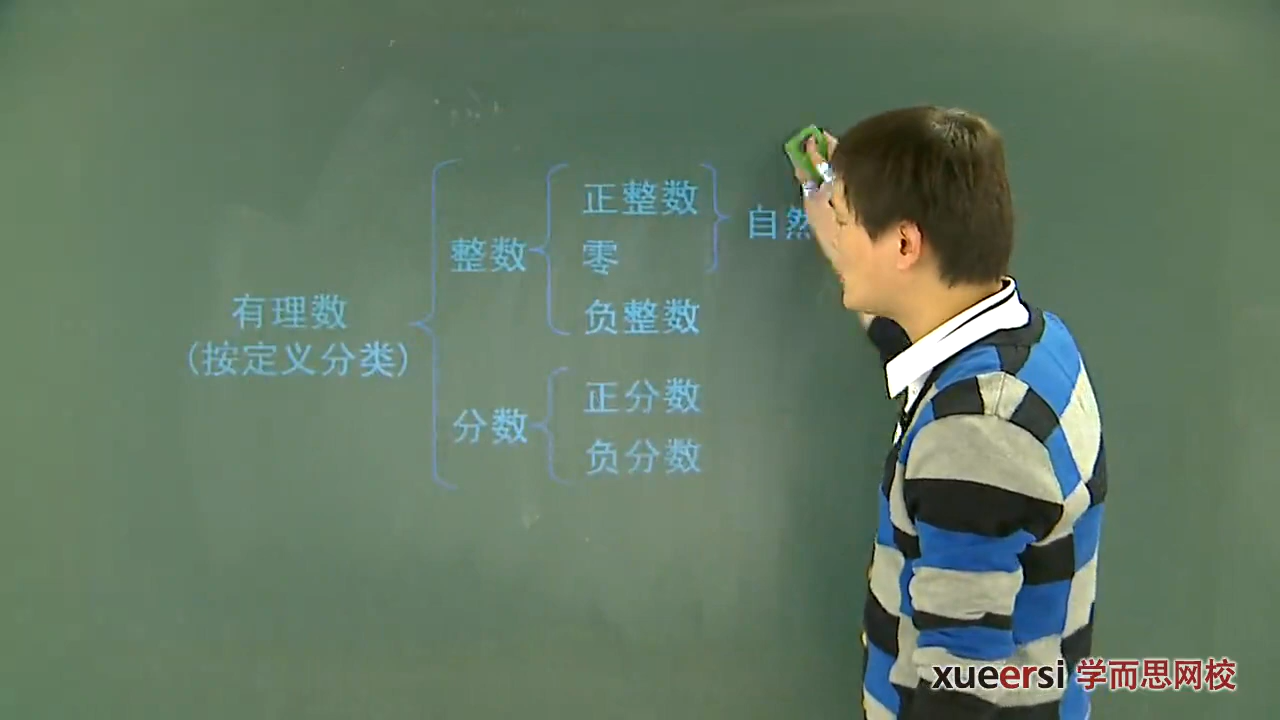 正整数
自然
整数
零
有理数
负整数
(按定义分类)
正分数
分数
负分数
xueersi 学而思网校